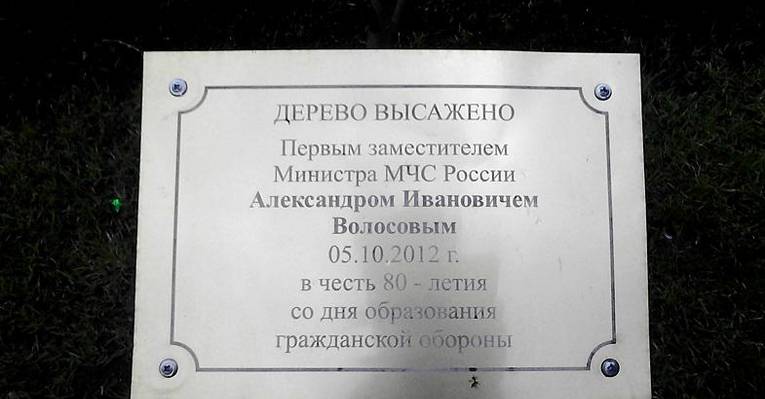 ДЕРЕВО ВЫСАЖЕНО
Первым заместителем
Министра МЧС России
Александром Ивановичем
Волосовым
05.10.2012 г.
в честь 80 - летия
со дня образования
гражданской обороны